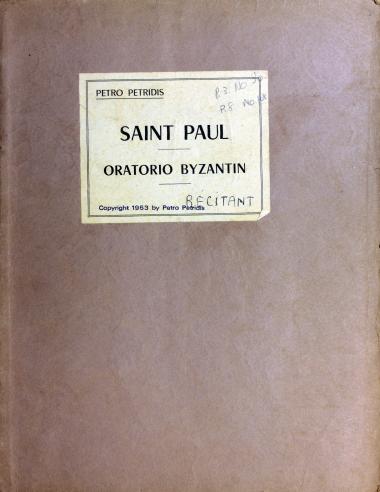 PETRO PETRIDIS
SAINT PAUL
ORATORIO BYZANTIN
RÉCITANT
Copyright 1953 by Petro Petridis